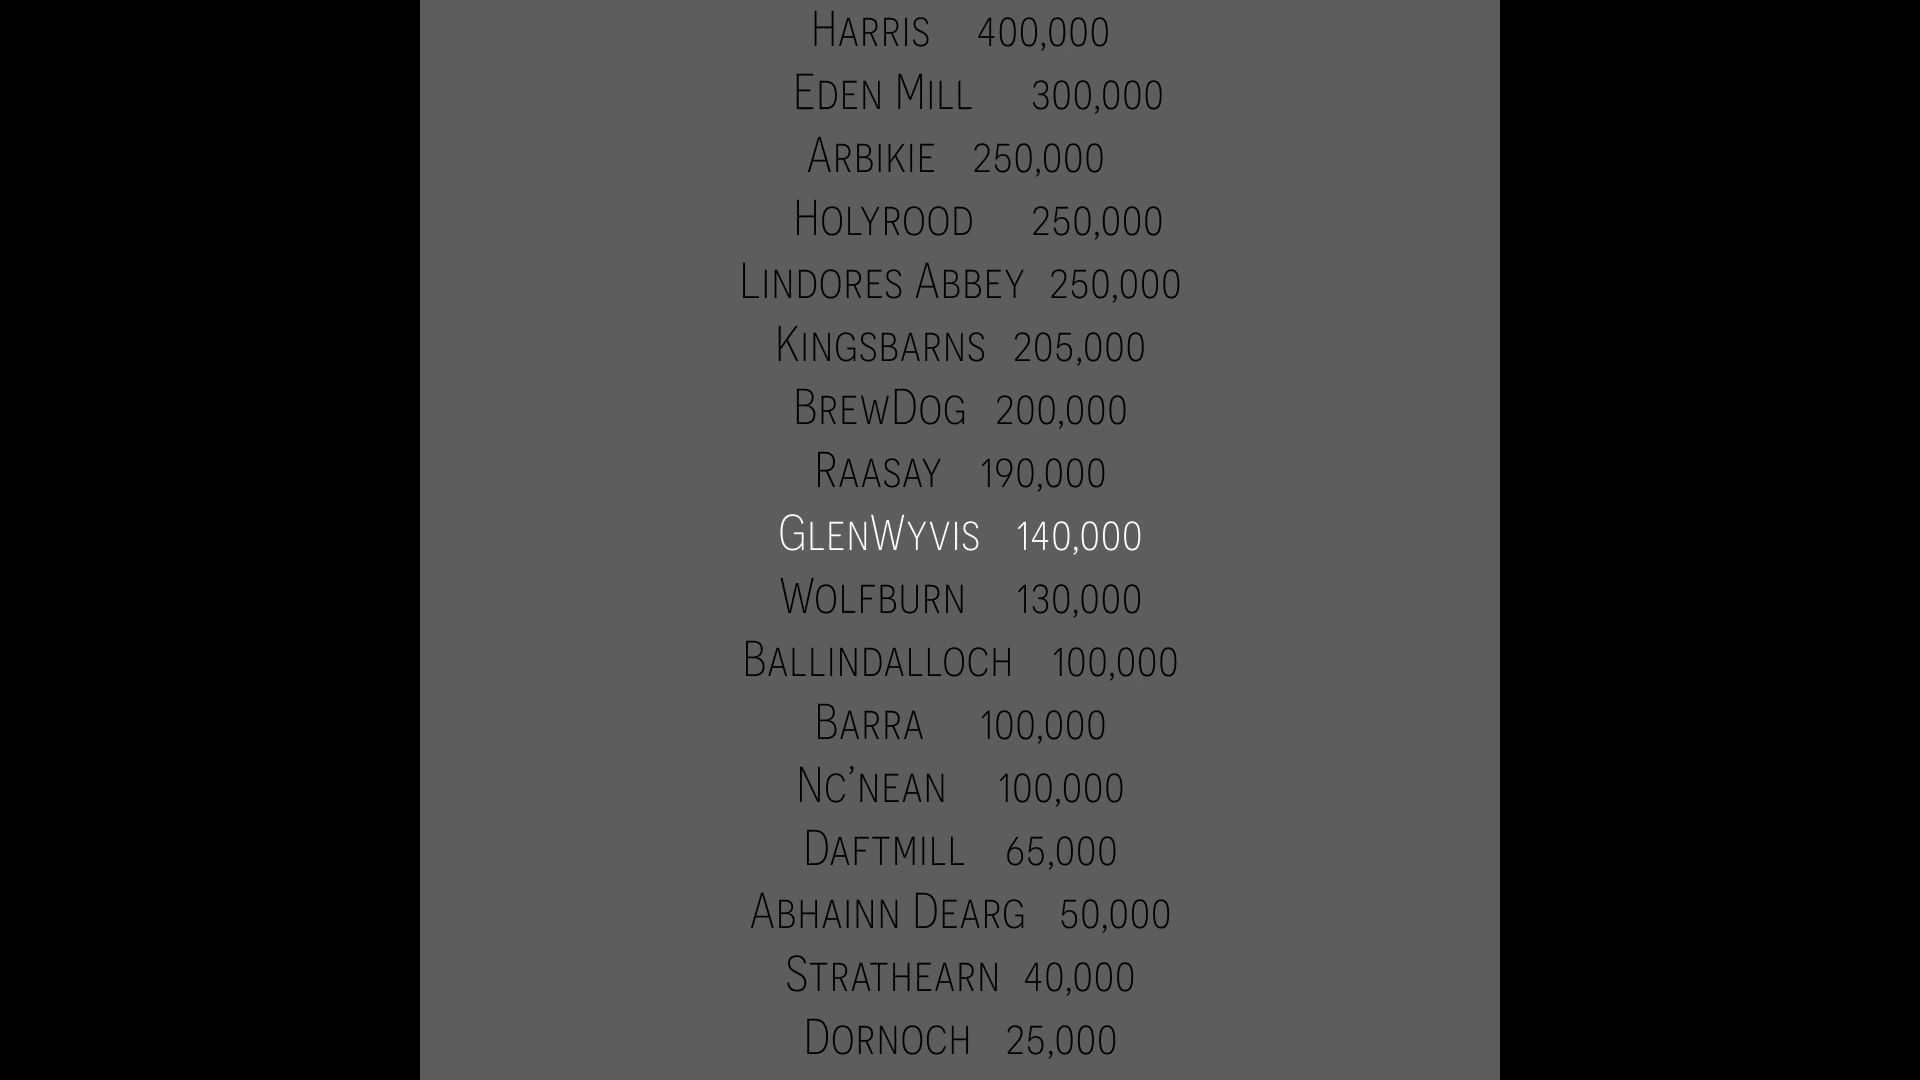 Harris 400,000
Eden Mill 300,000
Arbikie 250,000
Holyrood 250,000
Lindores Abbey 250,000
Kingsbarns 205,000
BrewDog 200,000
Raasay 190,000
GlenWyvis 140,000
Wolfburn 130,000
Ballindalloch 100,000
Barra 100,000
Nc’nean 100,000
Daftmill 65,000
Abhainn Dearg 50,000
Strathearn 40,000
Dornoch 25,000